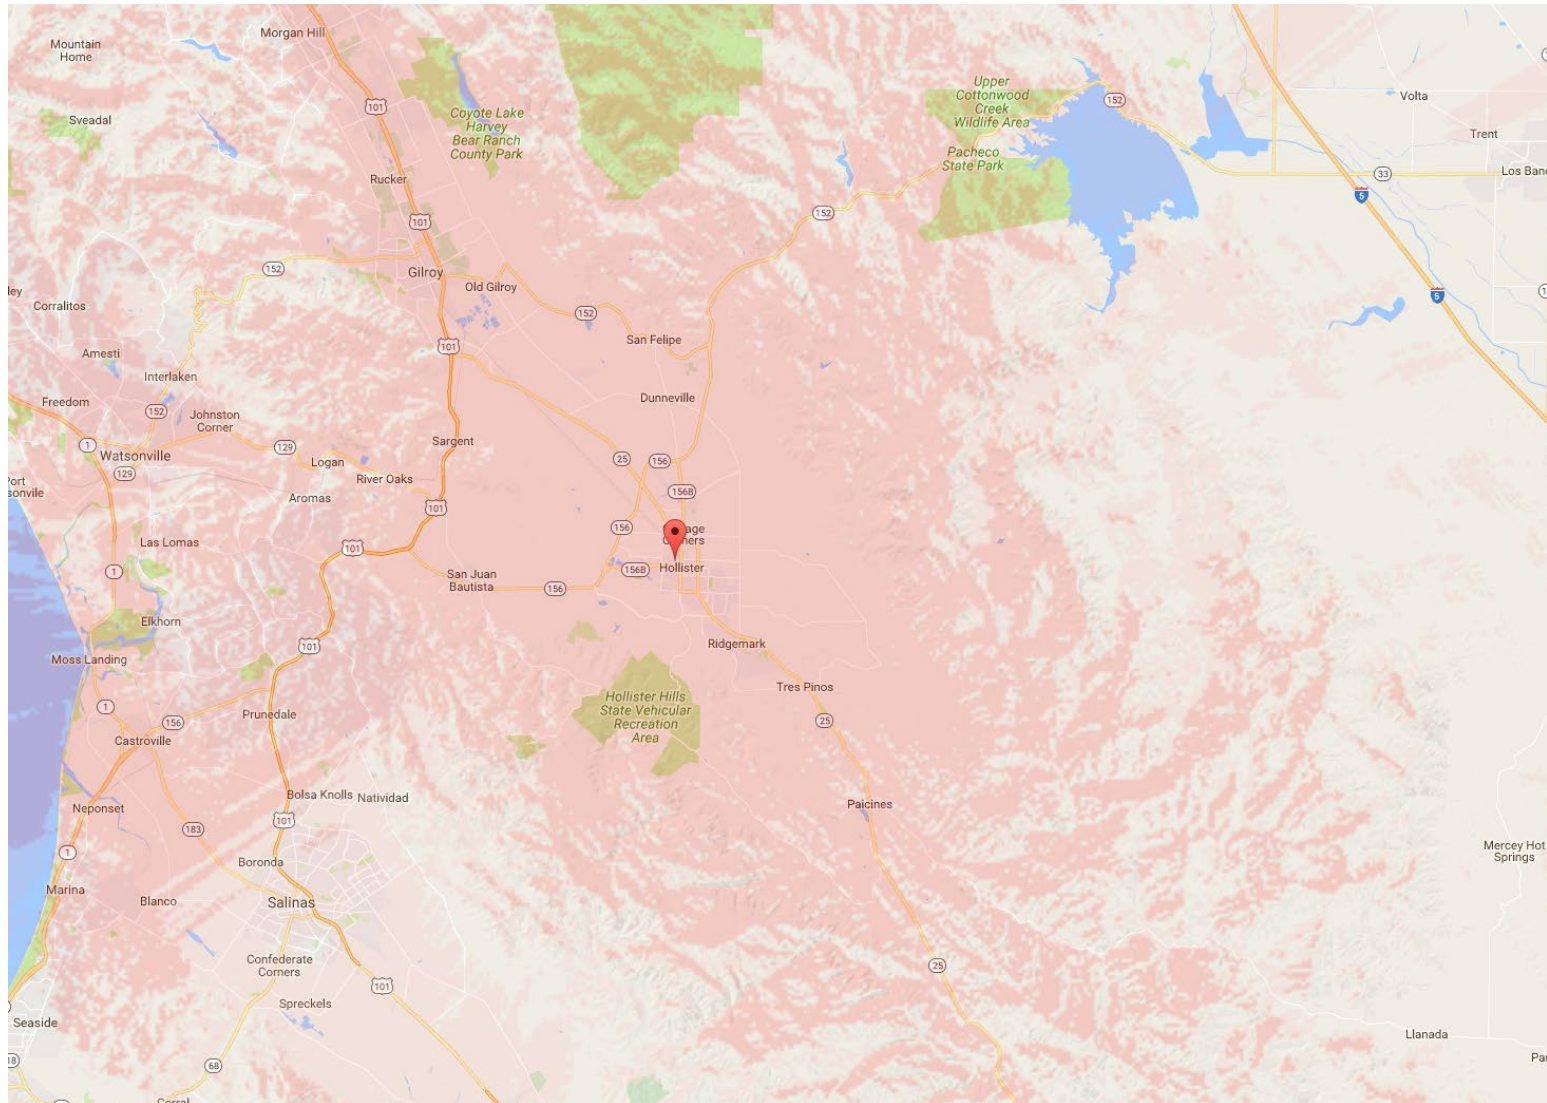 Morgan Hill
Mountain
Home
101
Coyote Lake
Harvey
Bear Ranch
County Park
Sveadal
Upper
Cottonwood
Creek
Wildlife Area
152
Volta
Trent
Pacheco
State Park
33
Los Ban
5
Rucker
152
101
152
Gilroy
Old Gilroy
5
ley
Corralitos
152
San Felipe
101
Amesti
Interlaken
Freedom
152
Johnston
Corner
Dunneville
1
Watsonville
129
129
Logan
Sargent
River Oaks
Aromas
25
156
156B
Port
sonville
101
156
Las Lomas
101
1
San Juan
Bautista
156
156B
Hollister
Elkhorn
101
Moss Landing
Ridgemark
Tres Pinos
Hollister Hills
State Vehicular
Recreation
Area
1
156
Prunedale
25
Castroville
Bolsa Knolls
Natividad
Neponset
Paicines
183
101
1
Boronda
Mercey Hot
Springs
Marina
Blanco
Salinas
Confederate
Corners
25
101
Spreckels
Seaside
Llanada
18
68
Pa